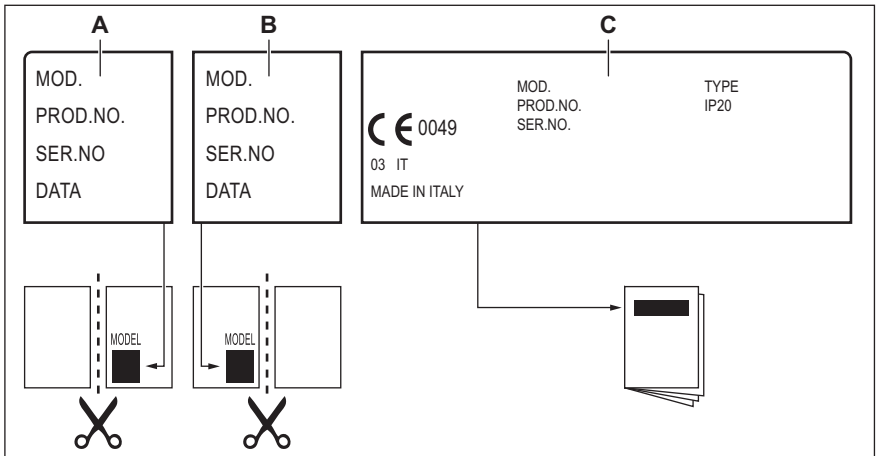 A
B
C
MOD.
PROD.NO.
SER.NO
DATA
MOD.
PROD.NO.
SER.NO
DATA
CE 0049
03 IT
MADE IN ITALY
MOD.
PROD.NO.
SER.NO.
TYPE
IP20
MODEL
MODEL